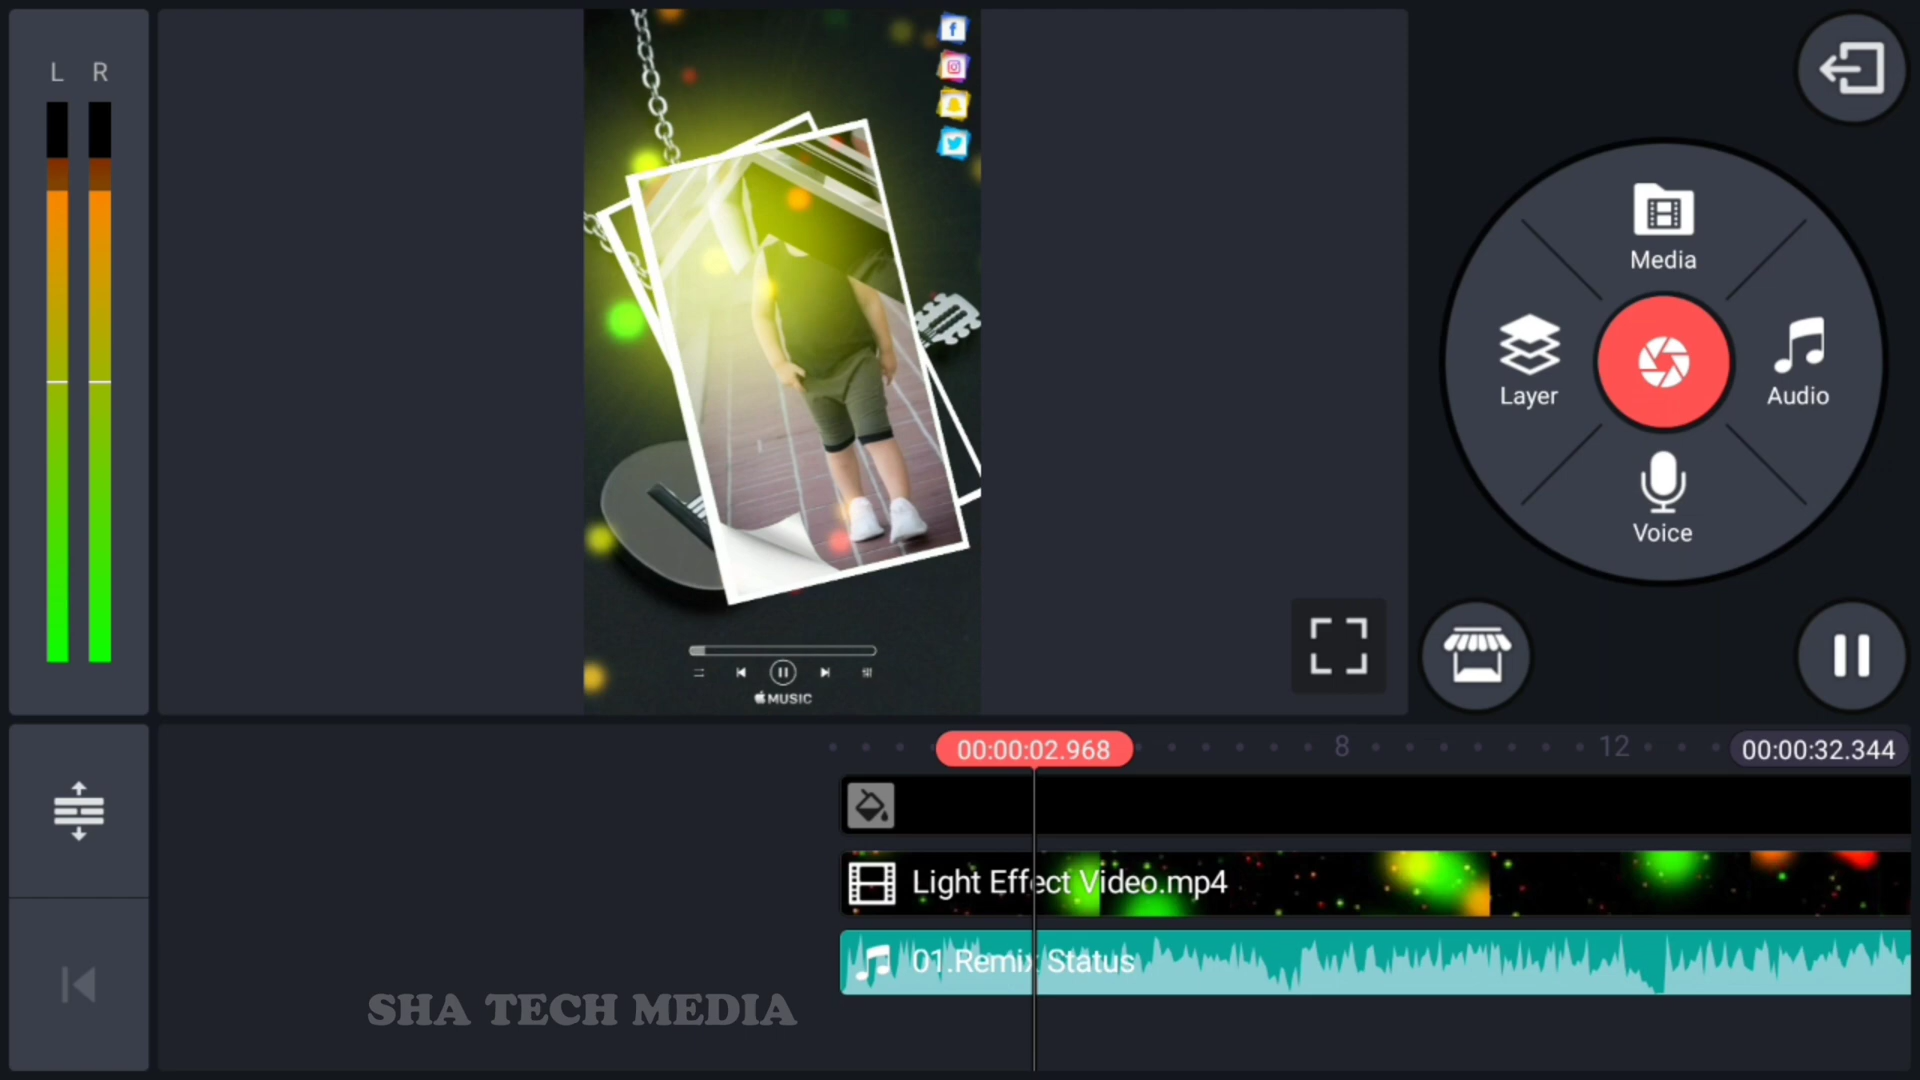 L R
Media
Layer
Audio
Voice
MUSIC
00:00:02.968
8
12
00:00:32.344
Light Effect Video.mp4
01.Remix Status
SHA TECH MEDIA